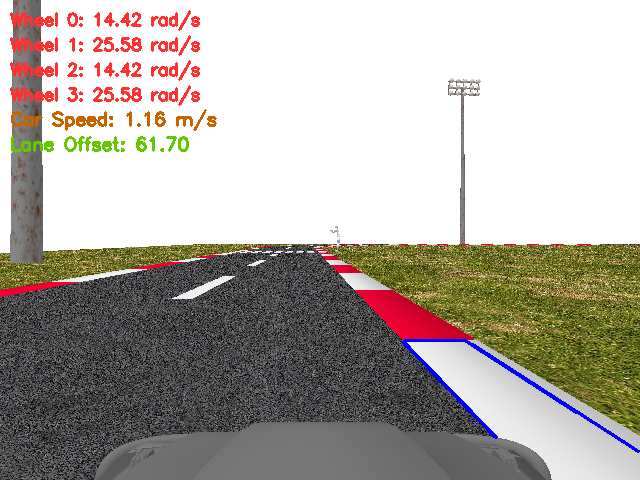 Wheel 0: 14.42 rad/s
Wheel 1: 25.58 rad/s
Wheel 2: 14.42 rad/s
Wheel 3: 25.58 rad/s
Car Speed: 1.16 m/s
Lane Offset: 61.70